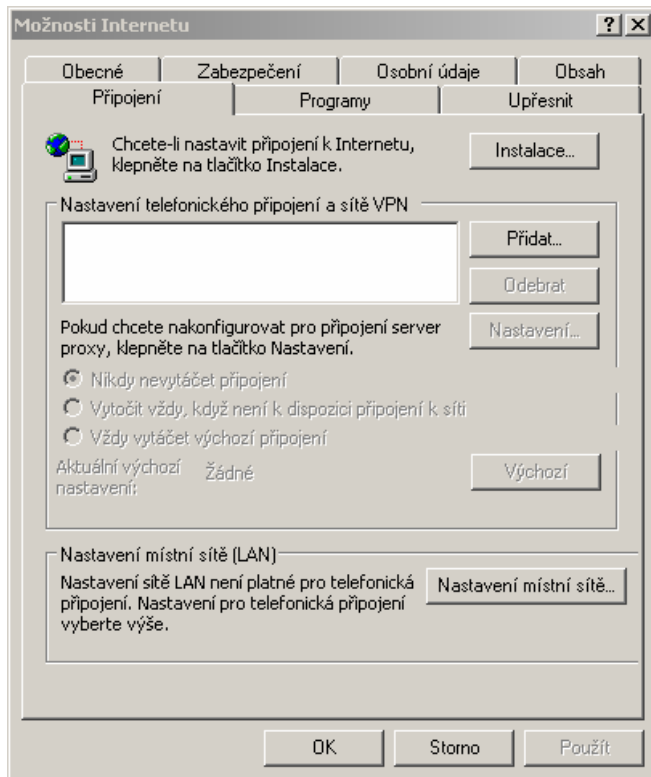 Možnosti Internetu
Obecné Zabezpečení Osobní údaje Obsah
Připojení Programy Upřesnit
Chcete-li nastavit připojení k Internetu,
klepněte na tlačítko Instalace.
Instalace...
Nastavení telefonického připojení a sítě VPN
Přidat...
Odebrat
Pokud chcete nakonfigurovat pro připojení server
proxy, klepněte na tlačítko Nastavení.
Nastavení...
Nikdy nevytáčet připojení
Vytočit vždy, když není k dispozici připojení k síti
Vždy vytáčet výchozí připojení
Aktuální výchozí
nastavení:
Žádné
Výchozí
Nastavení místní sítě (LAN)
Nastavení sítě LAN není platné pro telefonická
připojení. Nastavení pro telefonická připojení
vyberte výše.
Nastavení místní sítě...
OK Storno Použít